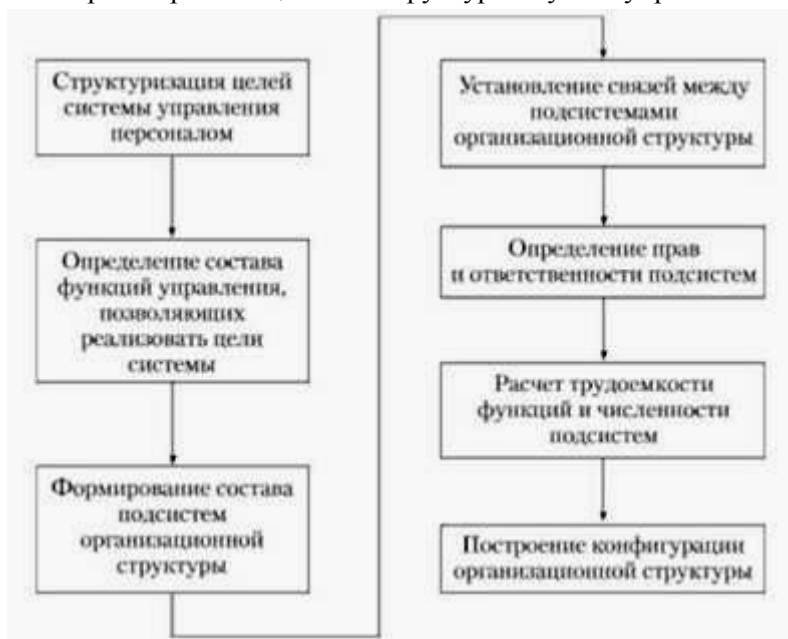 Структуризация целей
системы управления
персоналом
Определение состава
функций управления,
позволяющих
реализовать цели
системы
Формирование состава
подсистем
организационной
структуры
Установление связей между
подсистемами
организационной структуры
Определение прав
и ответственности подсистем
Расчет трудоемкости
функций и численности
подсистем
Построение конфигурации
организационной структуры